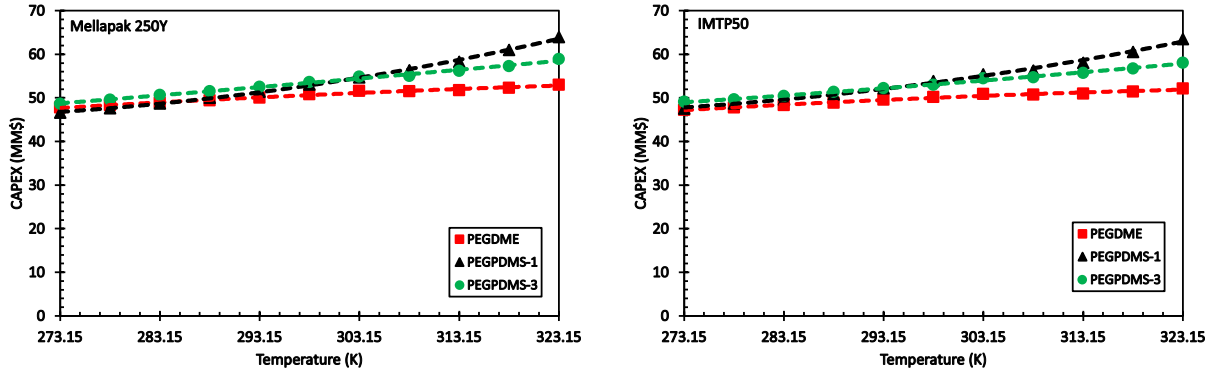 Mellapak 250Y
CAPEX (MM$)
70
60
50
40
30
20
10
0
PEGDME
PEGPDMS-1
PEGPDMS-3
273.15 283.15 293.15 303.15 313.15 323.15
Temperature (K)
IMTP50
CAPEX (MM$)
70
60
50
40
30
20
10
0
PEGDME
PEGPDMS-1
PEGPDMS-3
273.15 283.15 293.15 303.15 313.15 323.15
Temperature (K)